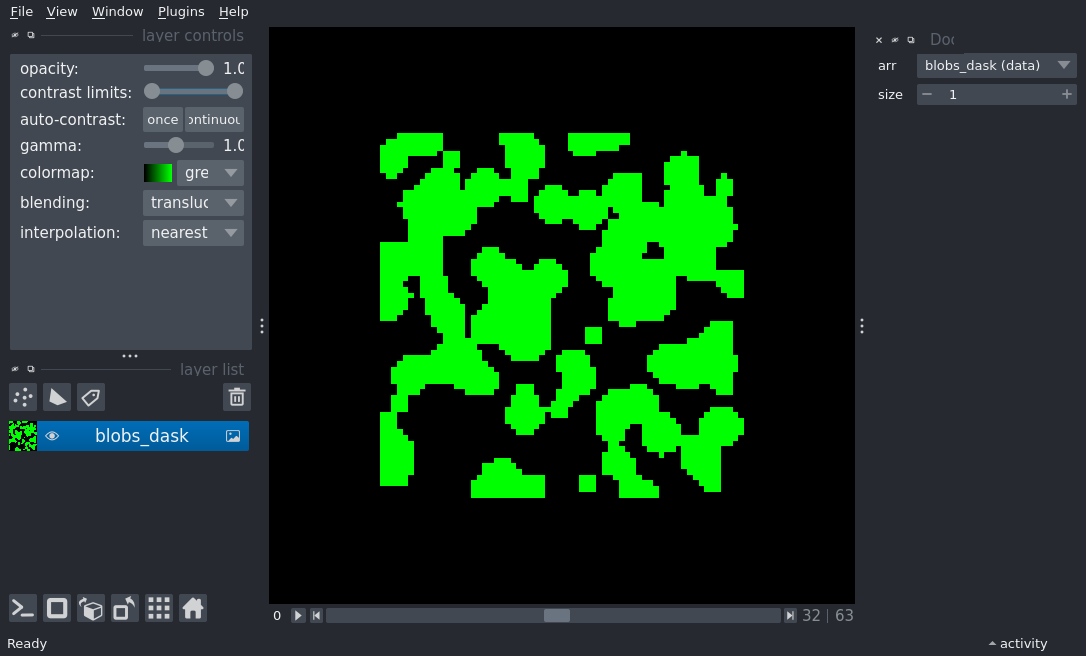 File View Window Plugins Help
layer controls
opacity: 1.0
contrast limits:
auto-contrast: once ontinuou
gamma: 1.0
colormap: gre
blending: transluc
interpolation: nearest
layer list
blobs_dask
0 32 | 63
Ready
Doc
arr blobs_dask (data)
size 1
activity